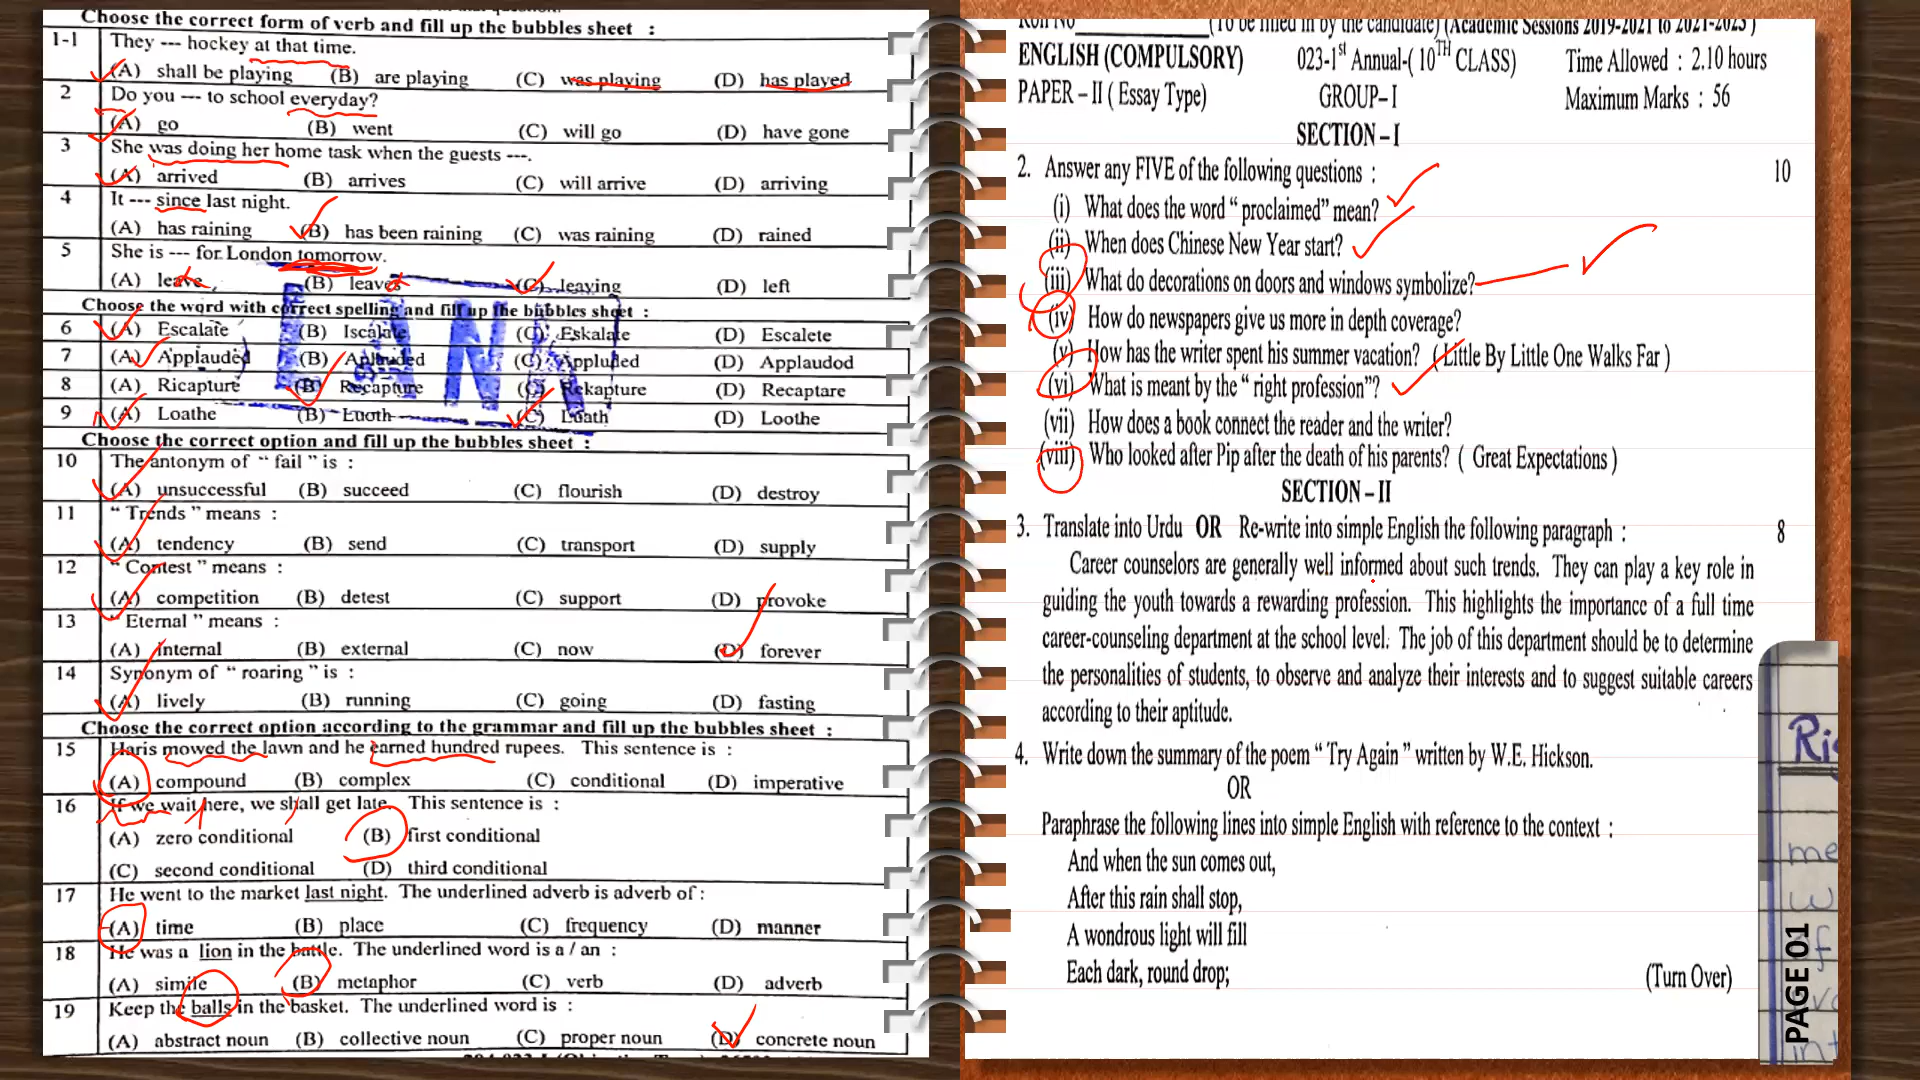 Choose the correct form of verb and fill up the bubbles sheet :
1-1 They --- hockey at that time.
(A) shall be playing (B) are playing (C) was playing (D) has played
2 Do you --- to school everyday?
(A) go (B) went (C) will go (D) have gone
3 She was doing her home task when the guests ---.
(A) arrived (B) arrives (C) will arrive (D) arriving
4 It --- since last night.
(A) has raining (B) has been raining (C) was raining (D) rained
5 She is --- for London tomorrow.
(A) leave (B) leaves (C) leaving (D) left
Choose the word with correct spelling and fill up the bubbles sheet :
6 (A) Escalate (B) Iscalate (C) Eskalate (D) Escalete
7 (A) Applauded (B) Aplauded (C) Appluded (D) Applaudod
8 (A) Ricapture (B) Recapture (C) Rekapture (D) Recaptare
9 (A) Loathe (B) Luoth (C) Loath (D) Loothe
Choose the correct option and fill up the bubbles sheet :
10 The antonym of “ fail ” is :
(A) unsuccessful (B) succeed (C) flourish (D) destroy
11 “ Trends ” means :
(A) tendency (B) send (C) transport (D) supply
12 “ Contest ” means :
(A) competition (B) detest (C) support (D) provoke
13 “ Eternal ” means :
(A) internal (B) external (C) now (D) forever
14 Synonym of “ roaring ” is :
(A) lively (B) running (C) going (D) fasting
Choose the correct option according to the grammar and fill up the bubbles sheet :
15 Haris mowed the lawn and he earned hundred rupees. This sentence is :
(A) compound (B) complex (C) conditional (D) imperative
16 If we wait here, we shall get late. This sentence is :
(A) zero conditional (B) first conditional
(C) second conditional (D) third conditional
17 He went to the market last night. The underlined adverb is adverb of :
(A) time (B) place (C) frequency (D) manner
18 He was a lion in the battle. The underlined word is a / an :
(A) simile (B) metaphor (C) verb (D) adverb
19 Keep the balls in the basket. The underlined word is :
(A) abstract noun (B) collective noun (C) proper noun (D) concrete noun
Roll No (To be filled in by the candidate) (Academic Sessions 2019-2021 to 2021-2023)
ENGLISH (COMPULSORY) 023-1st Annual-( 10TH CLASS) Time Allowed : 2.10 hours
PAPER – II ( Essay Type) GROUP– I Maximum Marks : 56
SECTION – I
2. Answer any FIVE of the following questions : 10
(i) What does the word “ proclaimed” mean?
(ii) When does Chinese New Year start?
(iii) What do decorations on doors and windows symbolize?
(iv) How do newspapers give us more in depth coverage?
(v) How has the writer spent his summer vacation? ( Little By Little One Walks Far )
(vi) What is meant by the “ right profession”?
(vii) How does a book connect the reader and the writer?
(viii) Who looked after Pip after the death of his parents? ( Great Expectations )
SECTION – II
3. Translate into Urdu OR Re-write into simple English the following paragraph : 8
Career counselors are generally well informed about such trends. They can play a key role in
guiding the youth towards a rewarding profession. This highlights the importance of a full time
career-counseling department at the school level. The job of this department should be to determine
the personalities of students, to observe and analyze their interests and to suggest suitable careers
according to their aptitude.
4. Write down the summary of the poem “ Try Again ” written by W.E. Hickson.
OR
Paraphrase the following lines into simple English with reference to the context :
And when the sun comes out,
After this rain shall stop,
A wondrous light will fill
Each dark, round drop;
(Turn Over)
PAGE 01